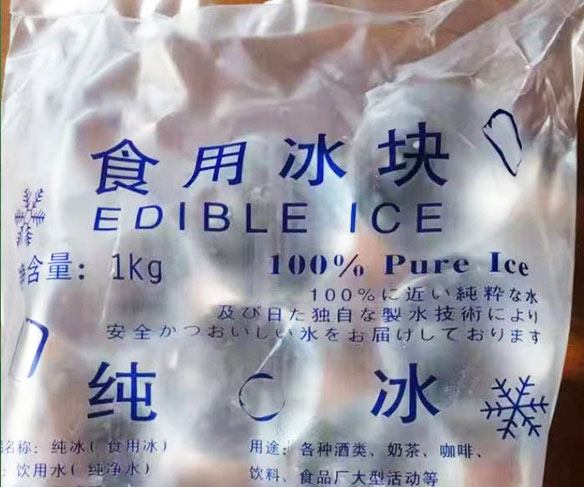 食用冰块
EDIBLE ICE
含量: 1Kg
100% Pure Ice
100%に近い純粋な水
及び日た独自な製水技術により
安全かつおいしい氷をお届けしております
纯 冰
名称: 纯冰(食用冰)
用途: 各种酒类、奶茶、咖啡、
: 饮用水(纯净水)
饮料、食品厂大型活动等